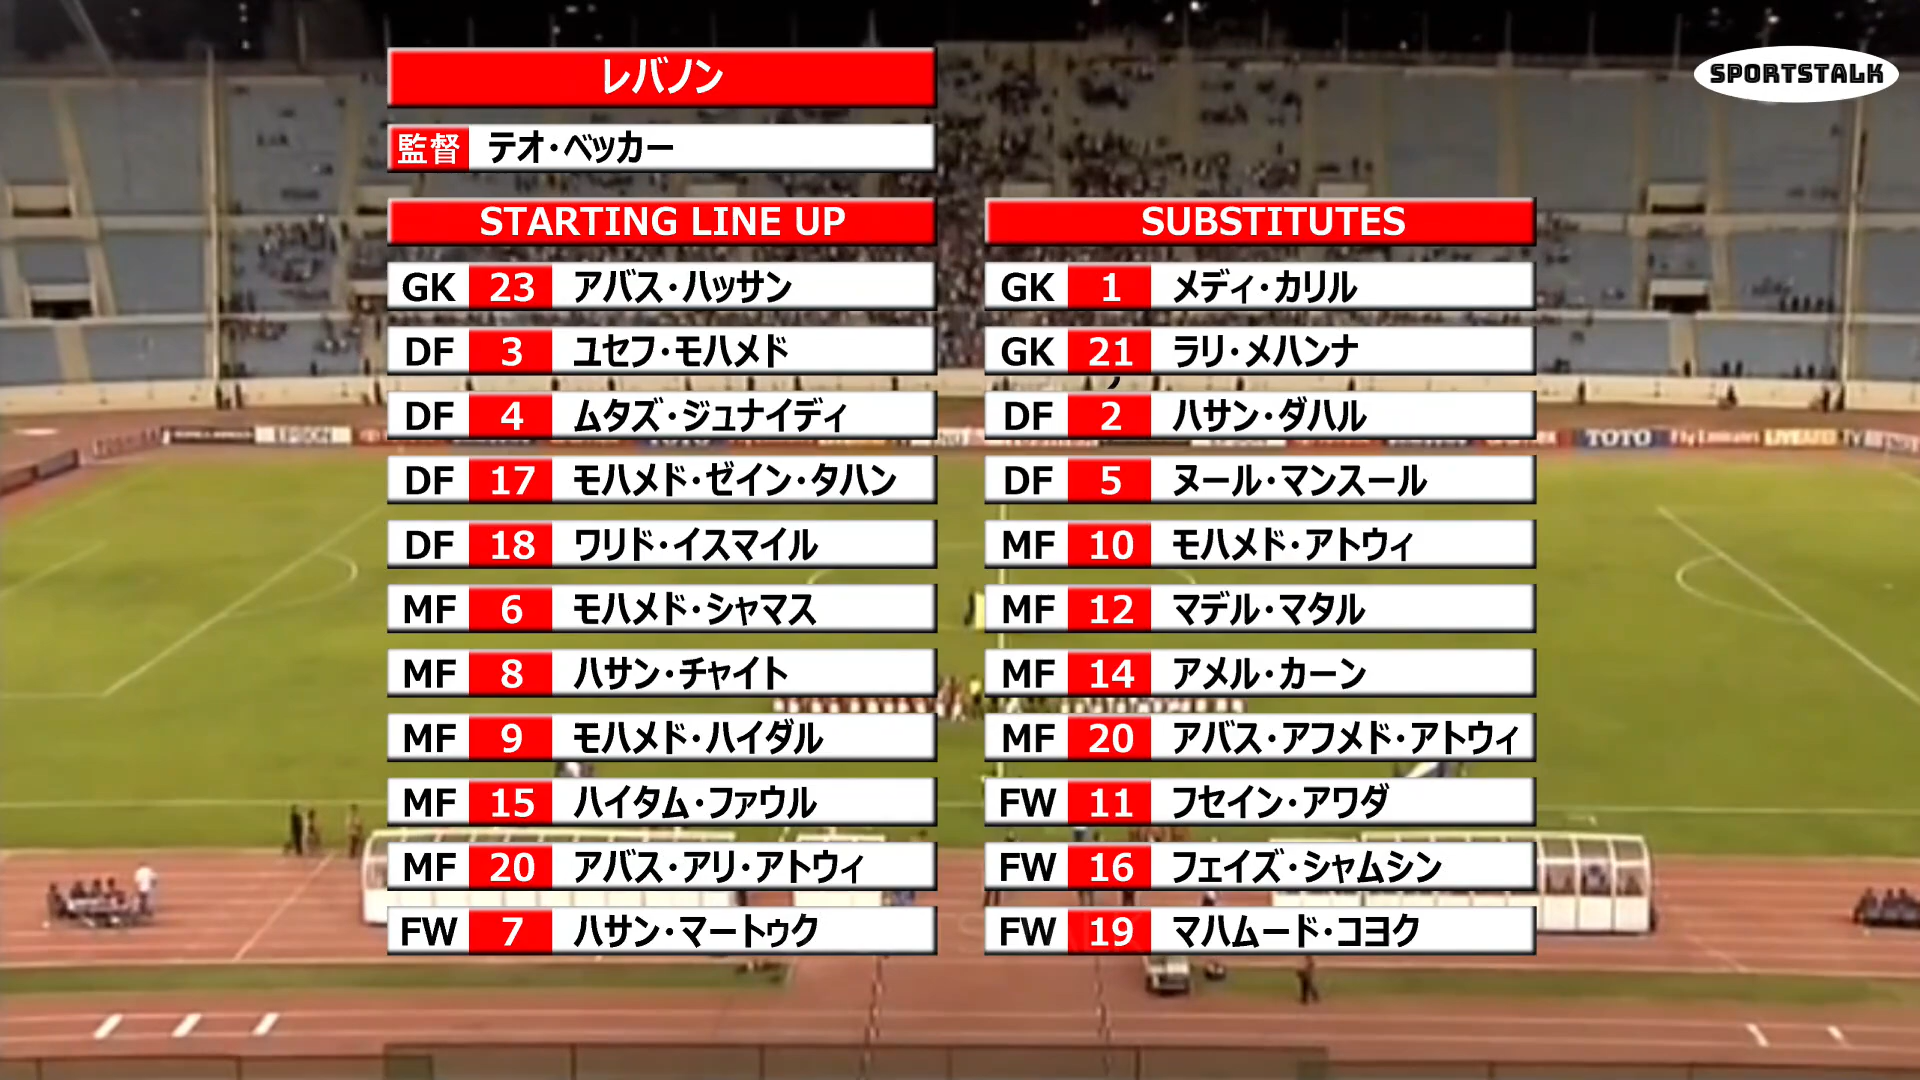 SPORTSTALK
レバノン
監督 テオ・ベッカー
STARTING LINE UP
GK 23 アバス・ハッサン
DF 3 ユセフ・モハメド
DF 4 ムタズ・ジュナイディ
DF 17 モハメド・ゼイン・タハン
DF 18 ワリド・イスマイル
MF 6 モハメド・シャマス
MF 8 ハサン・チャイト
MF 9 モハメド・ハイダル
MF 15 ハイタム・ファウル
MF 20 アバス・アリ・アトウィ
FW 7 ハサン・マートゥク
SUBSTITUTES
GK 1 メディ・カリル
GK 21 ラリ・メハンナ
DF 2 ハサン・ダハル
DF 5 ヌール・マンスール
MF 10 モハメド・アトウィ
MF 12 マデル・マタル
MF 14 アメル・カーン
MF 20 アバス・アフメド・アトウィ
FW 11 フセイン・アワダ
FW 16 フェイズ・シャムシン
FW 19 マハムード・コヨク
EPSON
TOTO
Fly Emirates